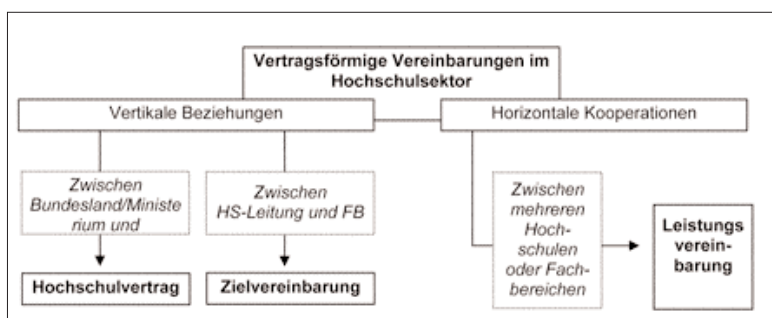 Vertragsförmige Vereinbarungen im
Hochschulsektor
Vertikale Beziehungen
Horizontale Kooperationen
Zwischen
Bundesland/Ministe
rium und
Zwischen
HS-Leitung und FB
Zwischen
mehreren
Hoch-
schulen
oder Fach-
bereichen
Leistungs
verein-
barung
Hochschulvertrag
Zielvereinbarung